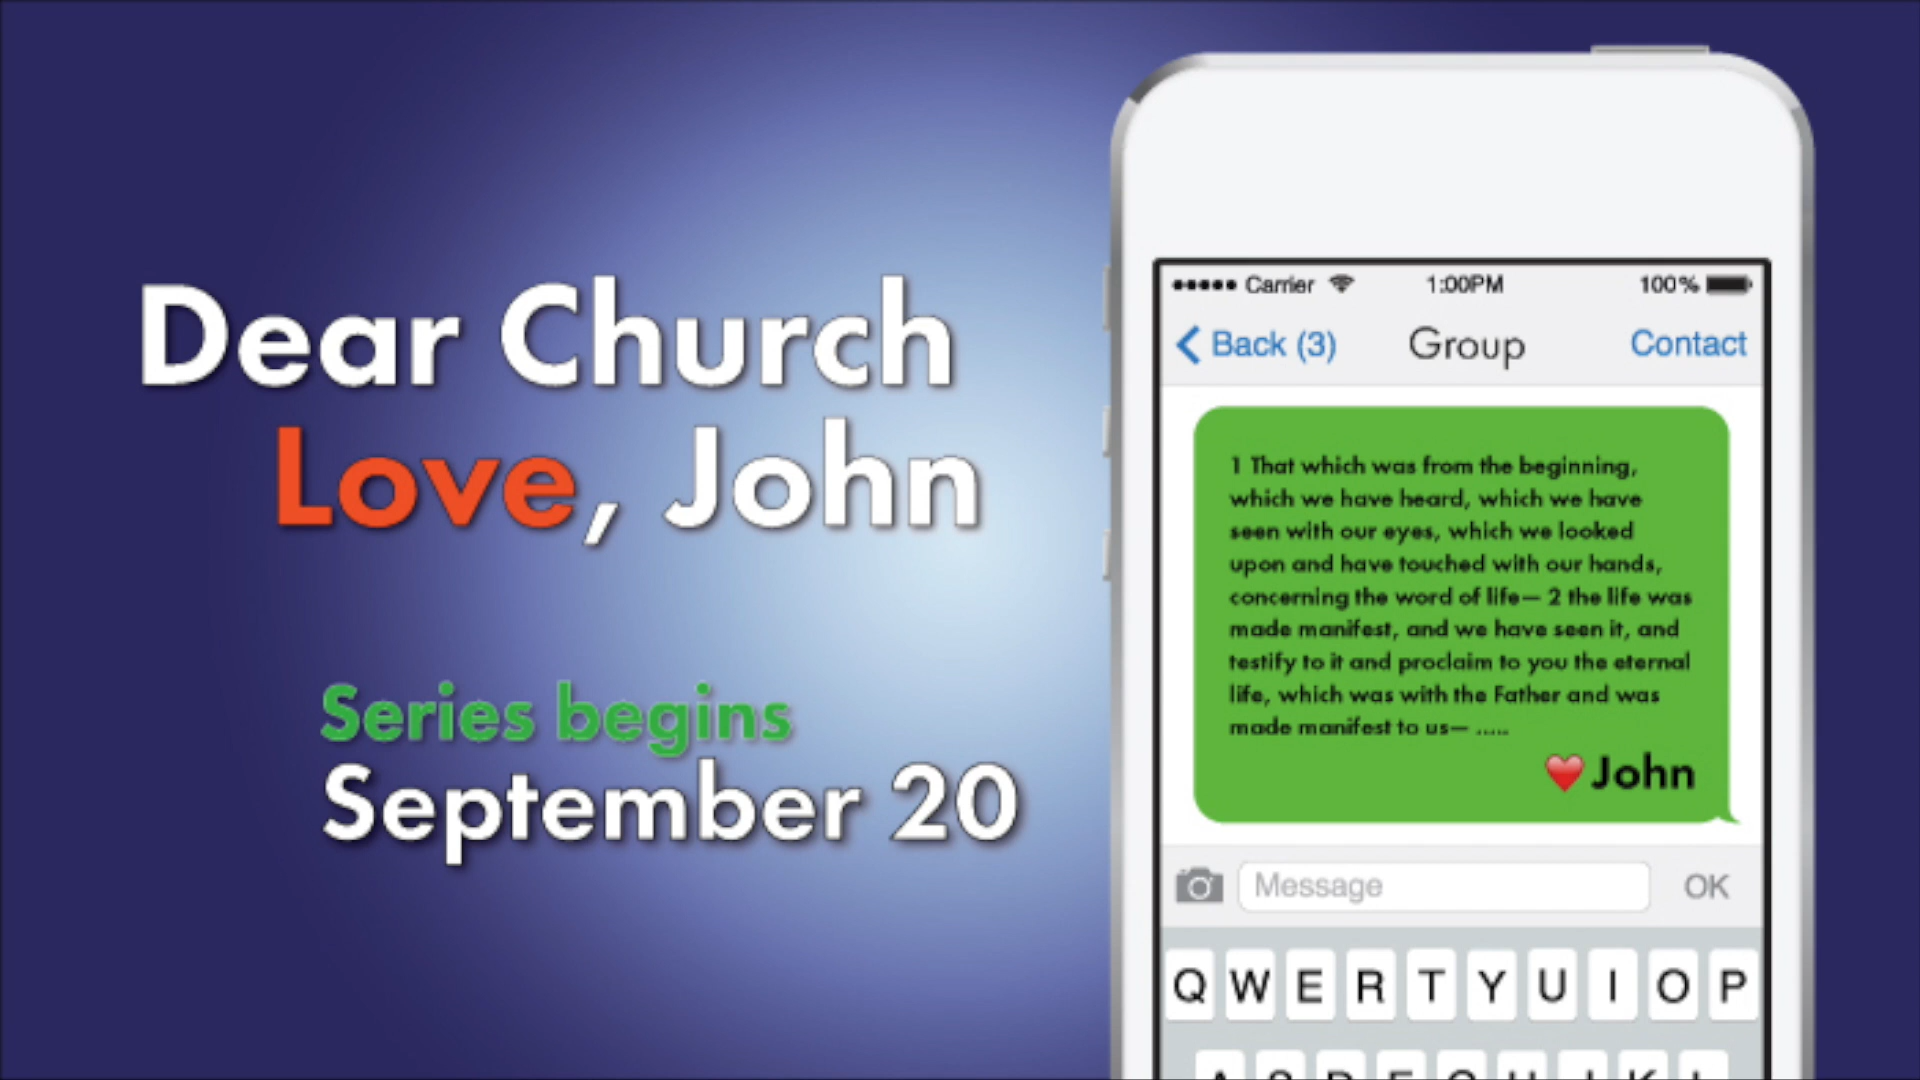 Dear Church
Love, John
Series begins
September 20
Carrier 1:00PM 100%
Back (3) Group Contact
1 That which was from the beginning,
which we have heard, which we have
seen with our eyes, which we looked
upon and have touched with our hands,
concerning the word of life— 2 the life was
made manifest, and we have seen it, and
testify to it and proclaim to you the eternal
life, which was with the Father and was
made manifest to us— .....
❤️ John
Message OK
Q W E R T Y U I O P
A S D F G H J K L